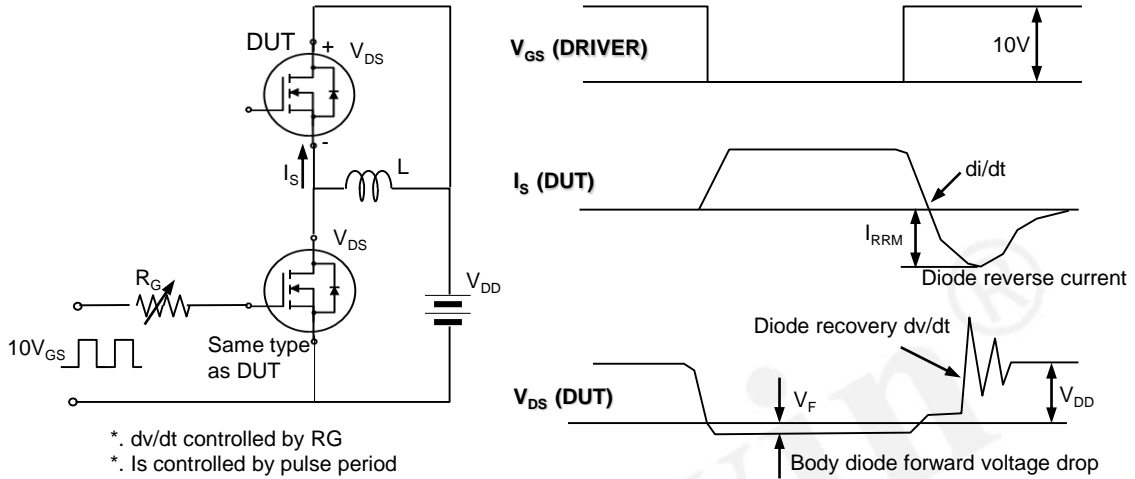 DUT
+
V_DS
-
I_S
L
V_DS
R_G
V_DD
10V_GS
Same type
as DUT
*. dv/dt controlled by RG
*. Is controlled by pulse period
V_GS (DRIVER)
10V
I_S (DUT)
di/dt
I_RRM
Diode reverse current
Diode recovery dv/dt
V_DS (DUT)
V_F
V_DD
Body diode forward voltage drop
®